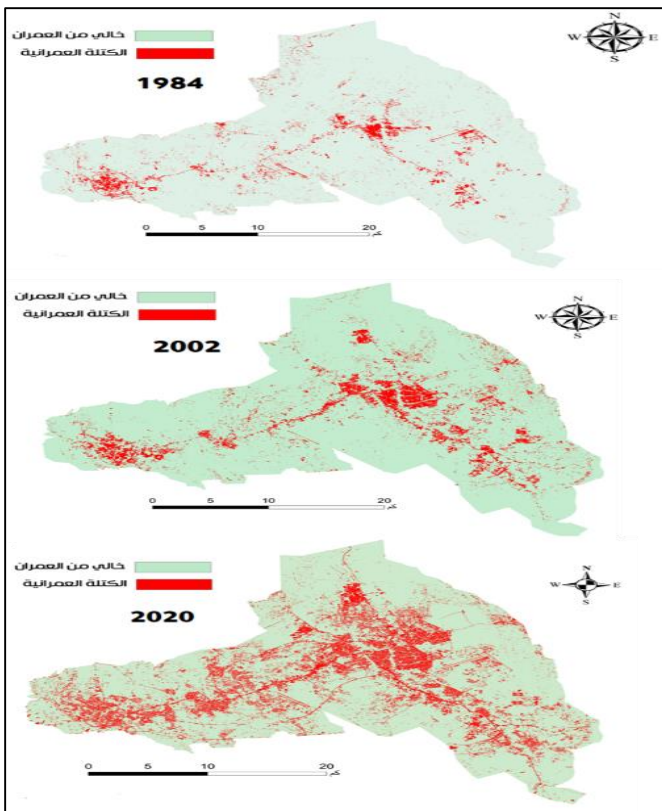 خالي من العمران
الكتلة العمرانية
1984
N
W E
S
0 5 10 20
كم
خالي من العمران
الكتلة العمرانية
2002
N
W E
S
0 5 10 20
كم
خالي من العمران
الكتلة العمرانية
2020
N
W E
S
0 5 10 20
كم